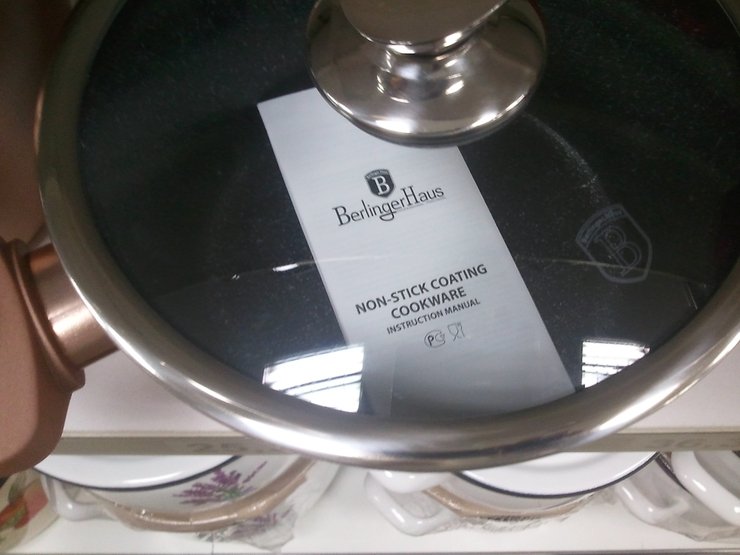 B
BerlingerHaus
NON-STICK COATING
COOKWARE
INSTRUCTION MANUAL
B